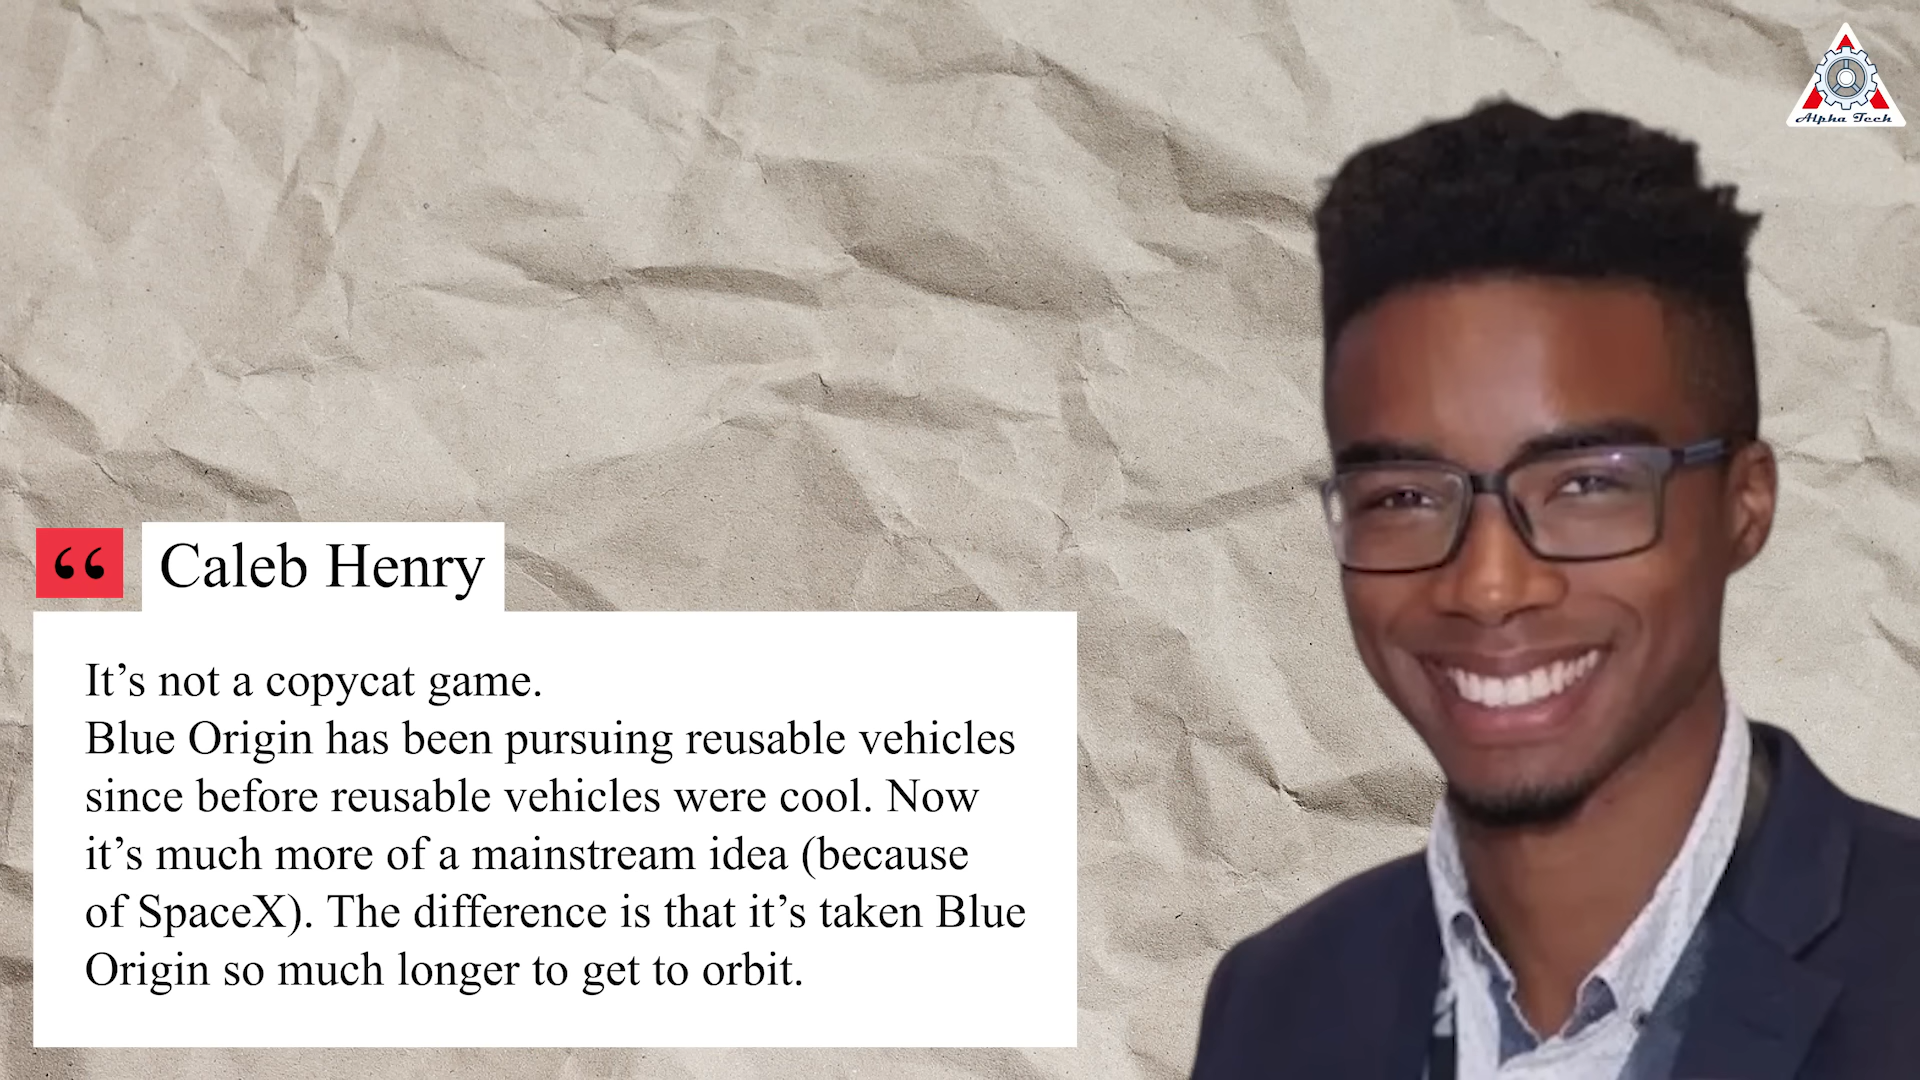 Alpha Tech
“
Caleb Henry
It’s not a copycat game.
Blue Origin has been pursuing reusable vehicles
since before reusable vehicles were cool. Now
it’s much more of a mainstream idea (because
of SpaceX). The difference is that it’s taken Blue
Origin so much longer to get to orbit.